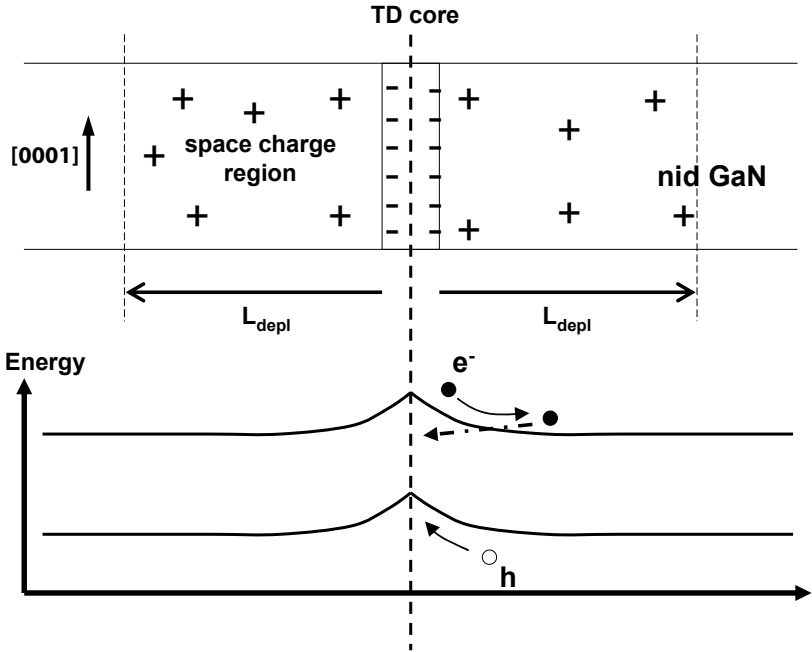 TD core
[0001]
space charge
region
nid GaN
L_depl
L_depl
Energy
e⁻
h